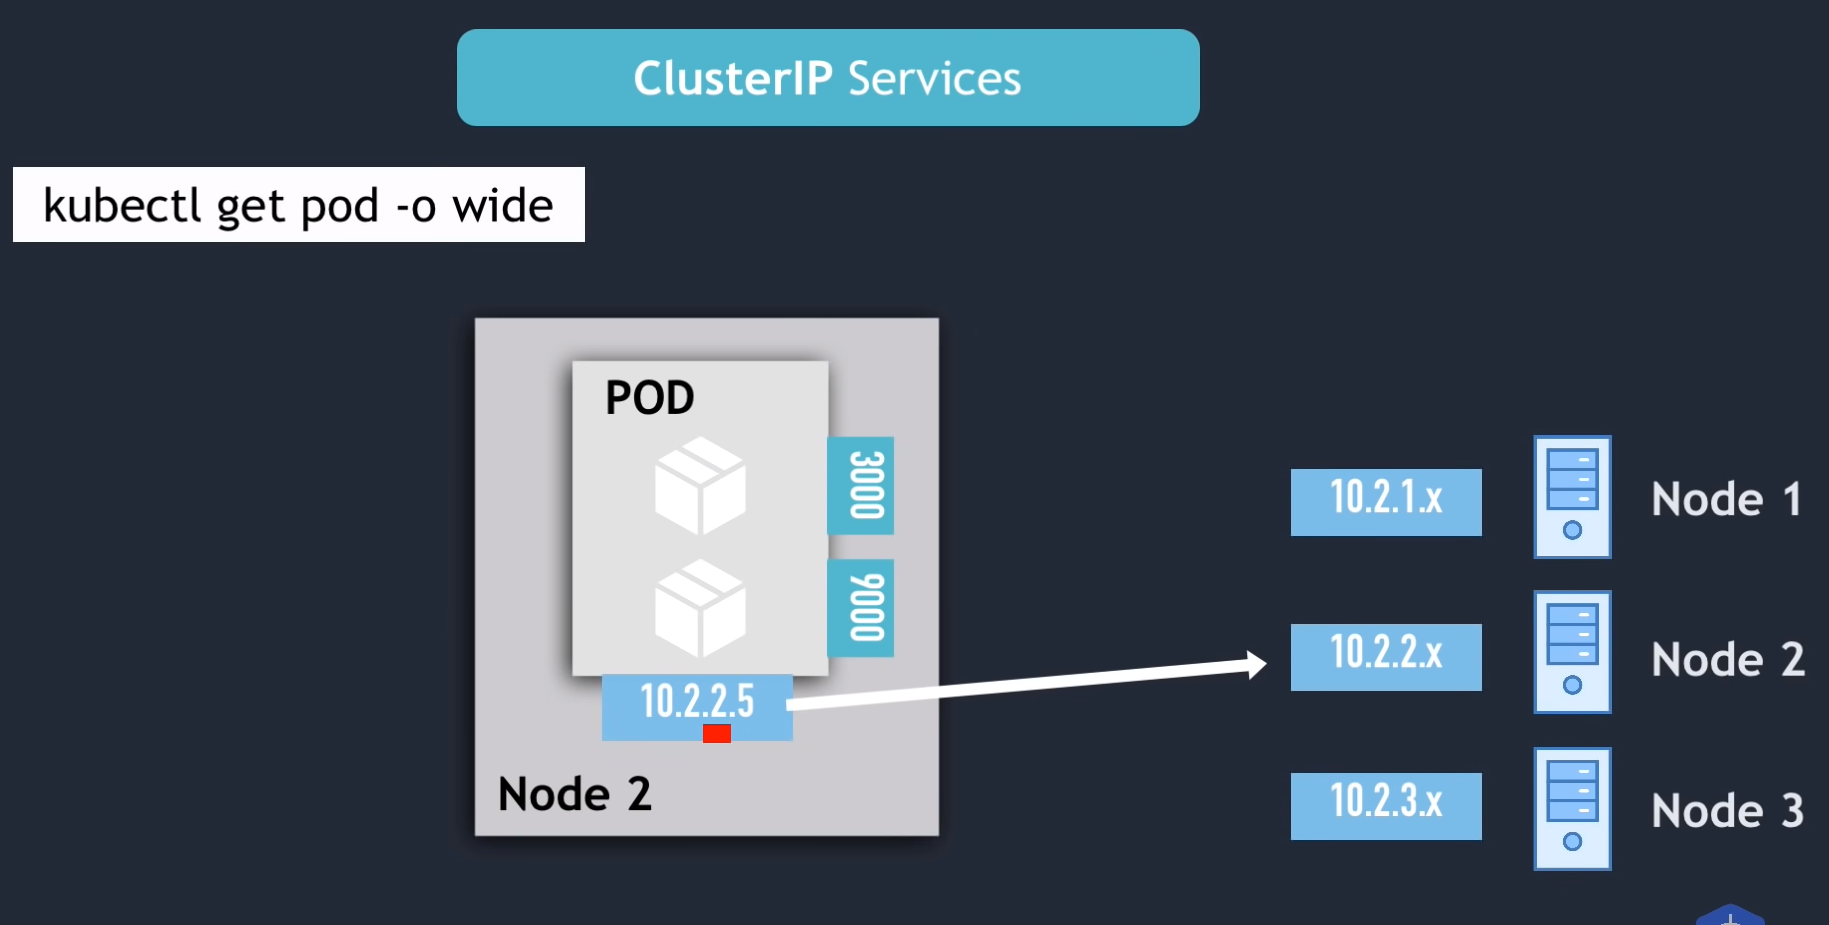 ClusterIP Services
kubectl get pod -o wide
POD
3000
9000
10.2.2.5
Node 2
10.2.1.x
Node 1
10.2.2.x
Node 2
10.2.3.x
Node 3